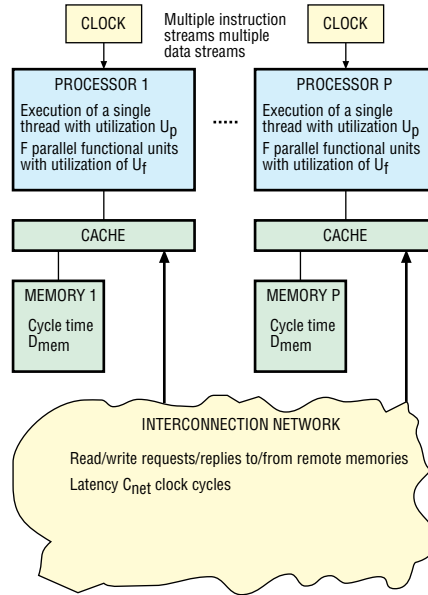 CLOCK
Multiple instruction
streams multiple
data streams
CLOCK
PROCESSOR 1
Execution of a single
thread with utilization Up
F parallel functional units
with utilization of Uf
.....
PROCESSOR P
Execution of a single
thread with utilization Up
F parallel functional units
with utilization of Uf
CACHE
CACHE
MEMORY 1
Cycle time
Dmem
MEMORY P
Cycle time
Dmem
INTERCONNECTION NETWORK
Read/write requests/replies to/from remote memories
Latency Cnet clock cycles